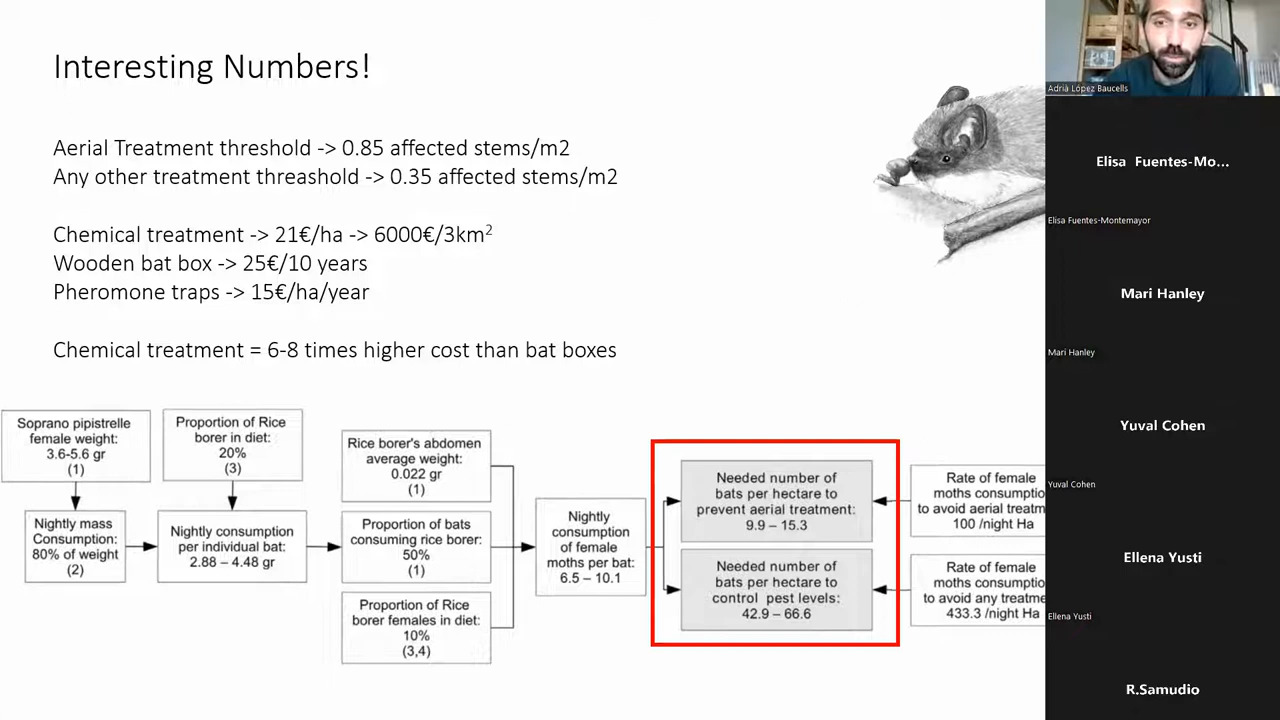 Interesting Numbers!
Aerial Treatment threshold -> 0.85 affected stems/m2
Any other treatment threashold -> 0.35 affected stems/m2
Chemical treatment -> 21€/ha -> 6000€/3km²
Wooden bat box -> 25€/10 years
Pheromone traps -> 15€/ha/year
Chemical treatment = 6-8 times higher cost than bat boxes
Soprano pipistrelle
female weight:
3.6-5.6 gr
(1)
Proportion of Rice
borer in diet:
20%
(3)
Nightly mass
Consumption:
80% of weight
(2)
Nightly consumption
per individual bat:
2.88 – 4.48 gr
Rice borer's abdomen
average weight:
0.022 gr
(1)
Proportion of bats
consuming rice borer:
50%
(1)
Proportion of Rice
borer females in diet:
10%
(3,4)
Nightly
consumption
of female
moths per bat:
6.5 – 10.1
Needed number of
bats per hectare to
prevent aerial treatment:
9.9 – 15.3
Needed number of
bats per hectare to
control pest levels:
42.9 – 66.6
Rate of female
moths consumptio
to avoid aerial treatm
100 /night Ha
Rate of female
moths consumptio
to avoid any treatme
433.3 /night Ha
Adrià López Baucells
Elisa Fuentes-Mo...
Elisa Fuentes-Montemayor
Mari Hanley
Mari Hanley
Yuval Cohen
Yuval Cohen
Ellena Yusti
Ellena Yusti
R.Samudio